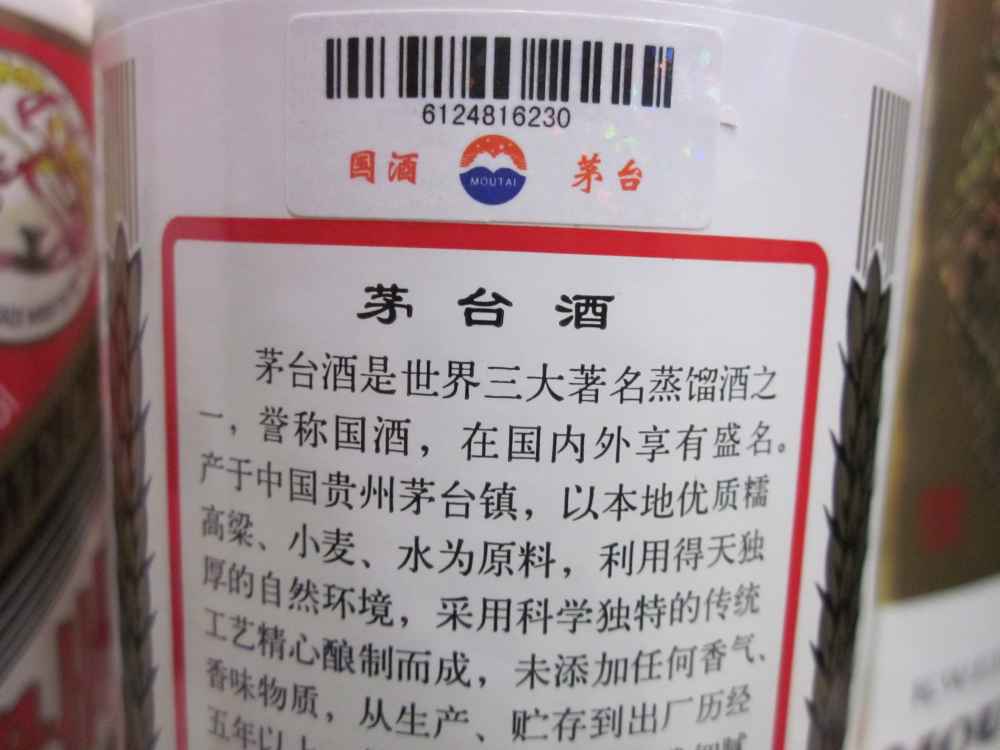 6124816230
国酒 MOUTAI 茅台
茅台酒
茅台酒是世界三大著名蒸馏酒之
一，誉称国酒，在国内外享有盛名。
产于中国贵州茅台镇，以本地优质糯
高粱、小麦、水为原料，利用得天独
厚的自然环境，采用科学独特的传统
工艺精心酿制而成，未添加任何香气、
香味物质，从生产、贮存到出厂历经
五年以上